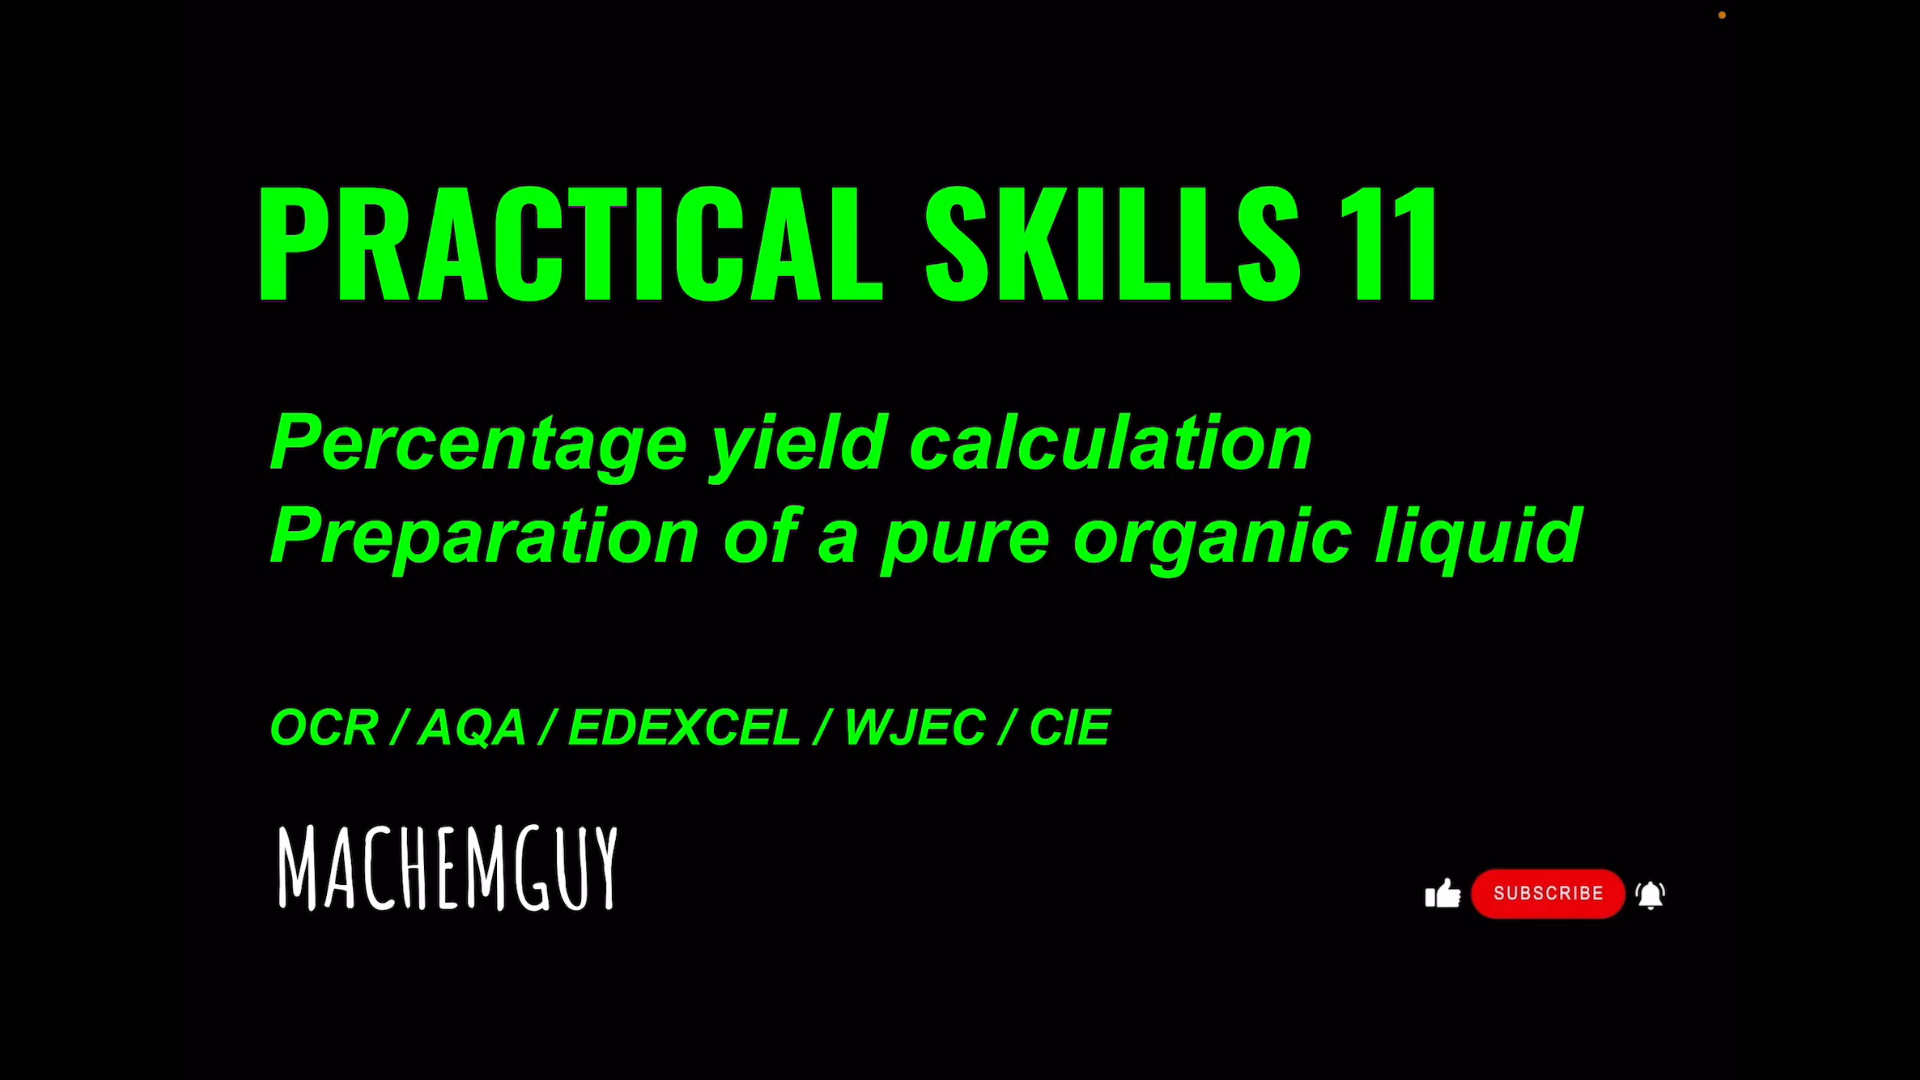 PRACTICAL SKILLS 11
Percentage yield calculation
Preparation of a pure organic liquid
OCR / AQA / EDEXCEL / WJEC / CIE
MACHEMGUY
SUBSCRIBE